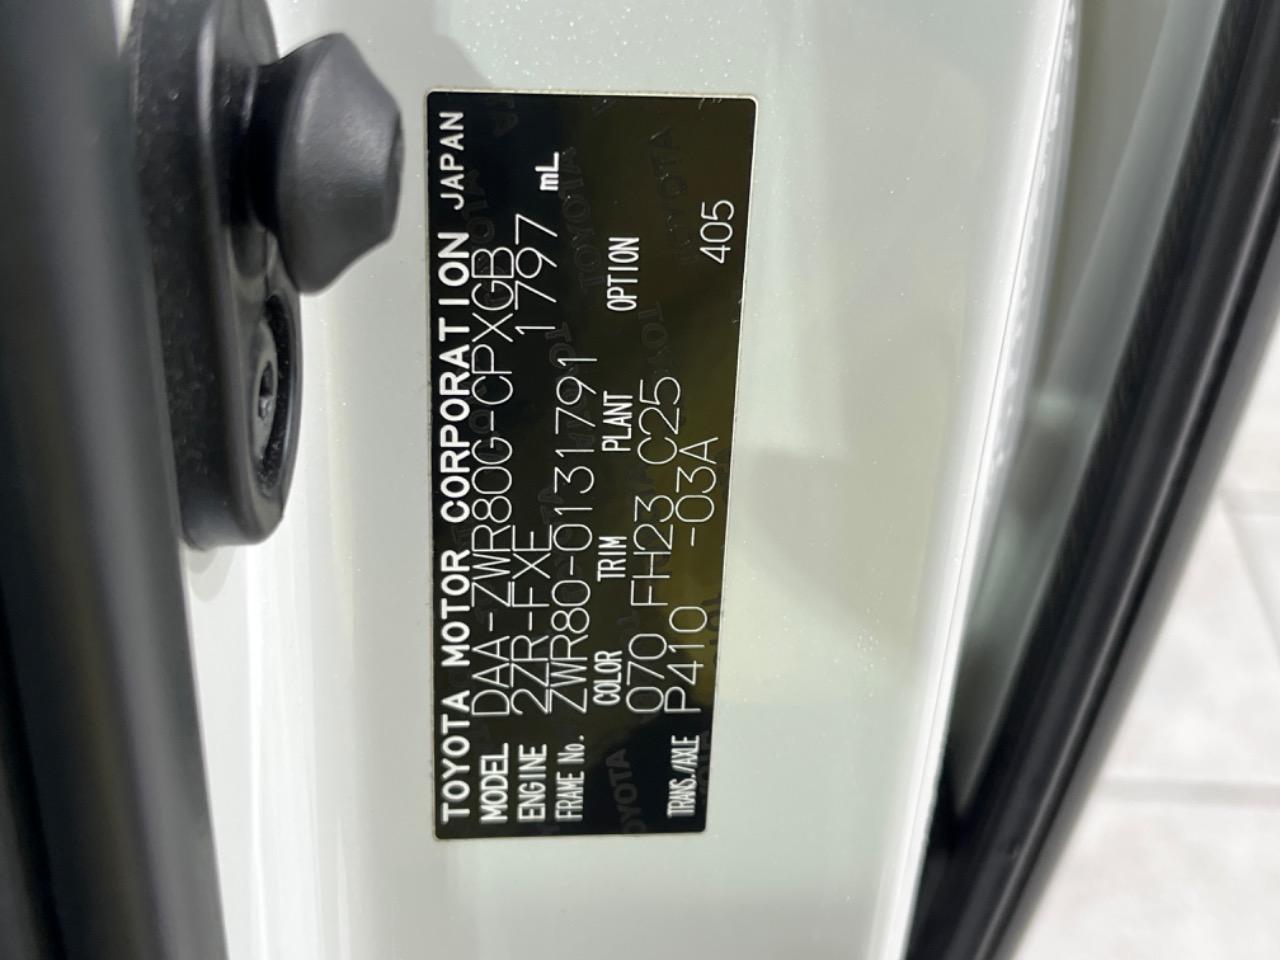 TOYOTA MOTOR CORPORATION JAPAN
MODEL DAA-ZWR80G-CPXGB
ENGINE 2ZR-FXE 1797 mL
FRAME No. ZWR80-0131791
COLOR TRIM PLANT OPTION
070 FH23 C25
TRANS./AXLE P410 -03A 405